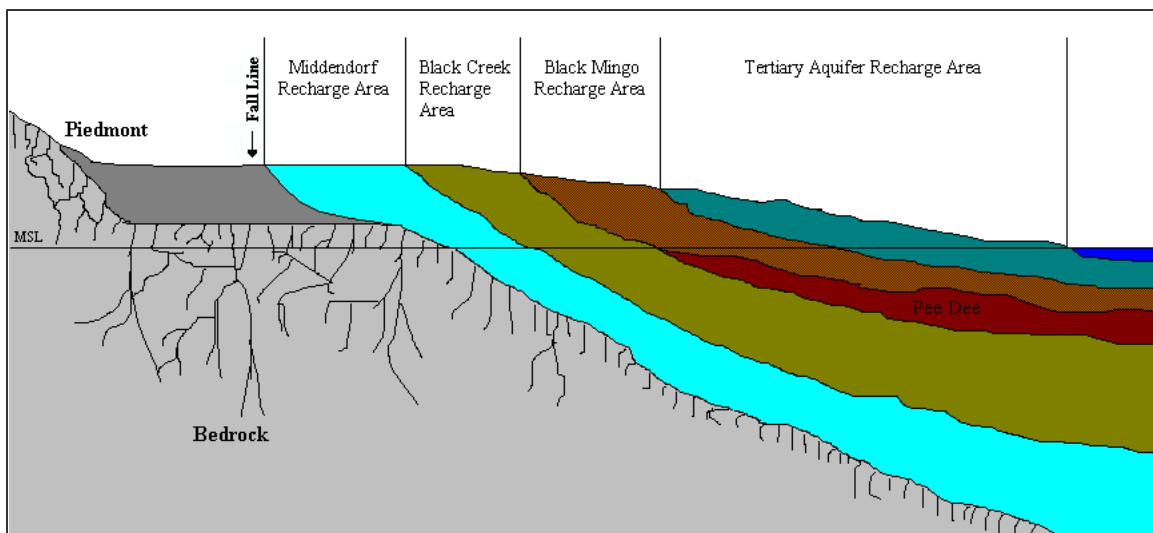 Fall Line
Middendorf
Recharge Area
Black Creek
Recharge
Area
Black Mingo
Recharge Area
Tertiary Aquifer Recharge Area
Piedmont
MSL
Pee Dee
Bedrock